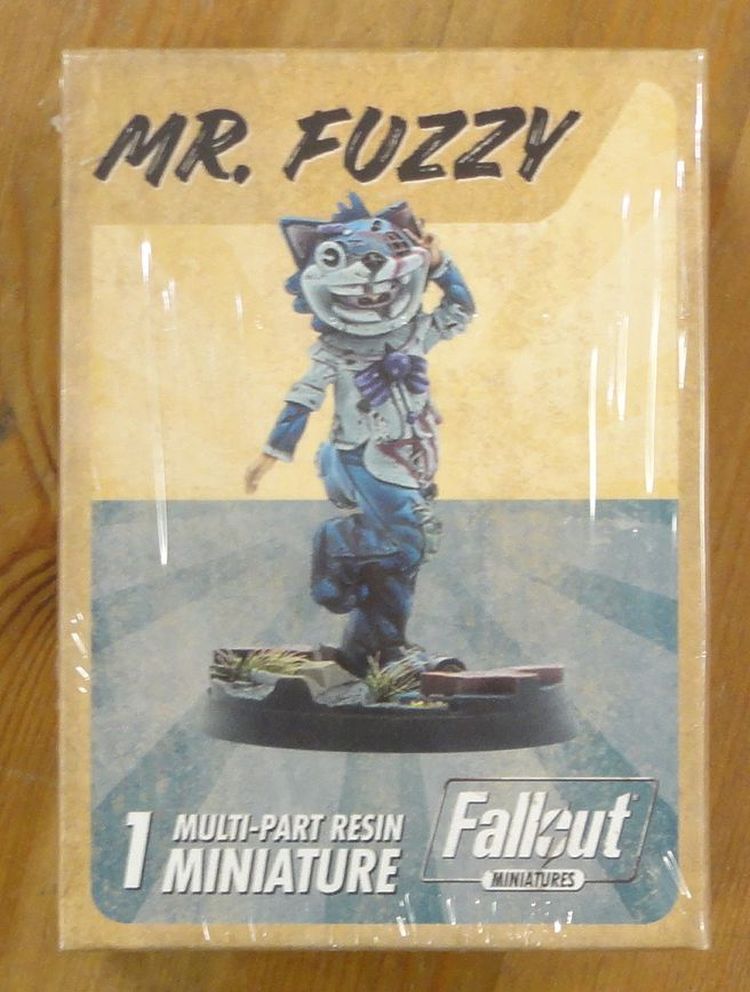 MR. FUZZY
1 MULTI-PART RESIN
MINIATURE
Fallout
MINIATURES